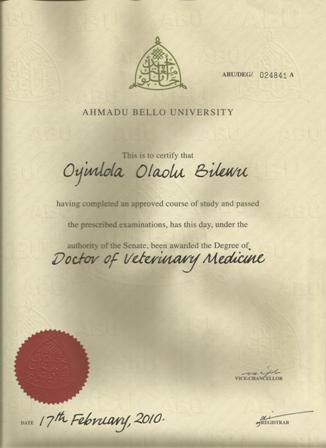 ABU/DEG/ 024841 A
AHMADU BELLO UNIVERSITY
This is to certify that
Oyinlola Oladu Bilewu
having completed an approved course of study and passed
the prescribed examinations, has this day, under the
authority of the Senate, been awarded the Degree of
Doctor of Veterinary Medicine
VICE-CHANCELLOR
DATE 17th February, 2010.
REGISTRAR